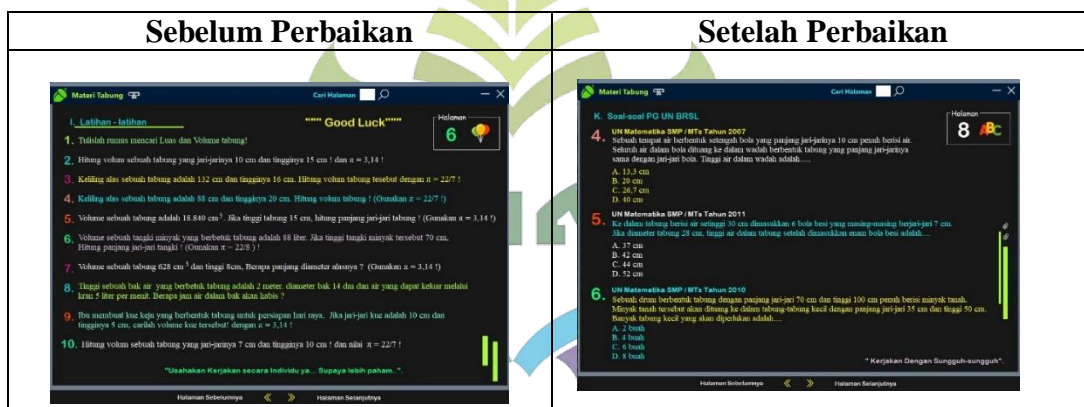 Sebelum Perbaikan
Setelah Perbaikan
Materi Tabung
Cari Halaman
I. Latihan - latihan
""" Good Luck"""
Halaman
6
1. Tulislah rumus mencari Luas dan Volume tabung!
2. Hitung volum sebuah tabung yang jari-jarinya 10 cm dan tingginya 15 cm ! dan π = 3,14 !
3. Keliling alas sebuah tabung adalah 132 cm dan tingginya 16 cm. Hitung volum tabung tesebut dengan π = 22/7 !
4. Keliling alas sebuah tabung adalah 88 cm dan tingginya 20 cm. Hitung volum tabung ! (Gunakan π = 22/7 )
5. Volume sebuah tabung adalah 18.840 cm³. Jika tinggi tabung 15 cm, hitung panjang jari-jari tabung ! (Gunakan π = 3,14 !)
6. Volume sebuah tangki minyak yang berbetuk tabung adalah 88 liter. Jika tinggi tangki minyak tersebut 70 cm,
Hitung panjang jari-jari tangki ! (Gunakan π = 22/8 ) !
7. Volume sebuah tabung 628 cm³ dan tinggi 8cm, Berapa panjang diameter alasnya ? (Gunakan π = 3,14 !)
8. Tinggi sebuah bak air yang berbetuk tabung adalah 2 meter. diameter bak 14 dm dan air yang dapat keluar melalui
kran 5 liter per menit. Berapa jam air dalam bak akan habis ?
9. Ibu membuat kue keju yang berbentuk tabung untuk persiapan hari raya. Jika jari-jari kue adalah 10 cm dan
tingginya 5 cm, carilah volume kue tersebut! dengan π = 3,14 !
10. Hitung volum sebuah tabung yang jari-jarinya 7 cm dan tingginya 10 cm ! dan nilai π = 22/7 !
"Usahakan Kerjakan secara Individu ya... Supaya lebih paham..".
Halaman Sebelumnya
Halaman Selanjutnya
Materi Tabung
Cari Halaman
K. Soal-soal PG UN BRSL
Halaman
8 ABC
4. UN Matematika SMP / MTs Tahun 2007
Sebuah tempat air berbentuk setengah bola yang panjang jari-jarinya 10 cm penuh berisi air.
Seluruh air dalam bola dituang ke dalam wadah berbentuk tabung yang panjang jari-jarinya
sama dengan jari-jari bola. Tinggi air dalam wadah adalah.....
A. 13,3 cm
B. 20 cm
C. 26,7 cm
D. 40 cm
5. UN Matematika SMP / MTs Tahun 2011
Ke dalam tabung berisi air setinggi 30 cm dimasukkan 6 bola besi yang masing-masing berjari-jari 7 cm.
Jika diameter tabung 28 cm, tinggi air dalam tabung setelah dimasukkan enam bola besi adalah....
A. 37 cm
B. 42 cm
C. 44 cm
D. 52 cm
6. UN Matematika SMP / MTs Tahun 2010
Sebuah drum berbentuk tabung dengan panjang jari-jari 70 cm dan tinggi 100 cm penuh berisi minyak tanah.
Minyak tanah tersebut akan dituang ke dalam tabung-tabung kecil dengan panjang jari-jari 35 cm dan tinggi 50 cm.
Banyak tabung kecil yang akan diperlukan adalah....
A. 2 buah
B. 4 buah
C. 6 buah
D. 8 buah
" Kerjakan Dengan Sungguh-sungguh".
Halaman Sebelumnya
Halaman Selanjutnya